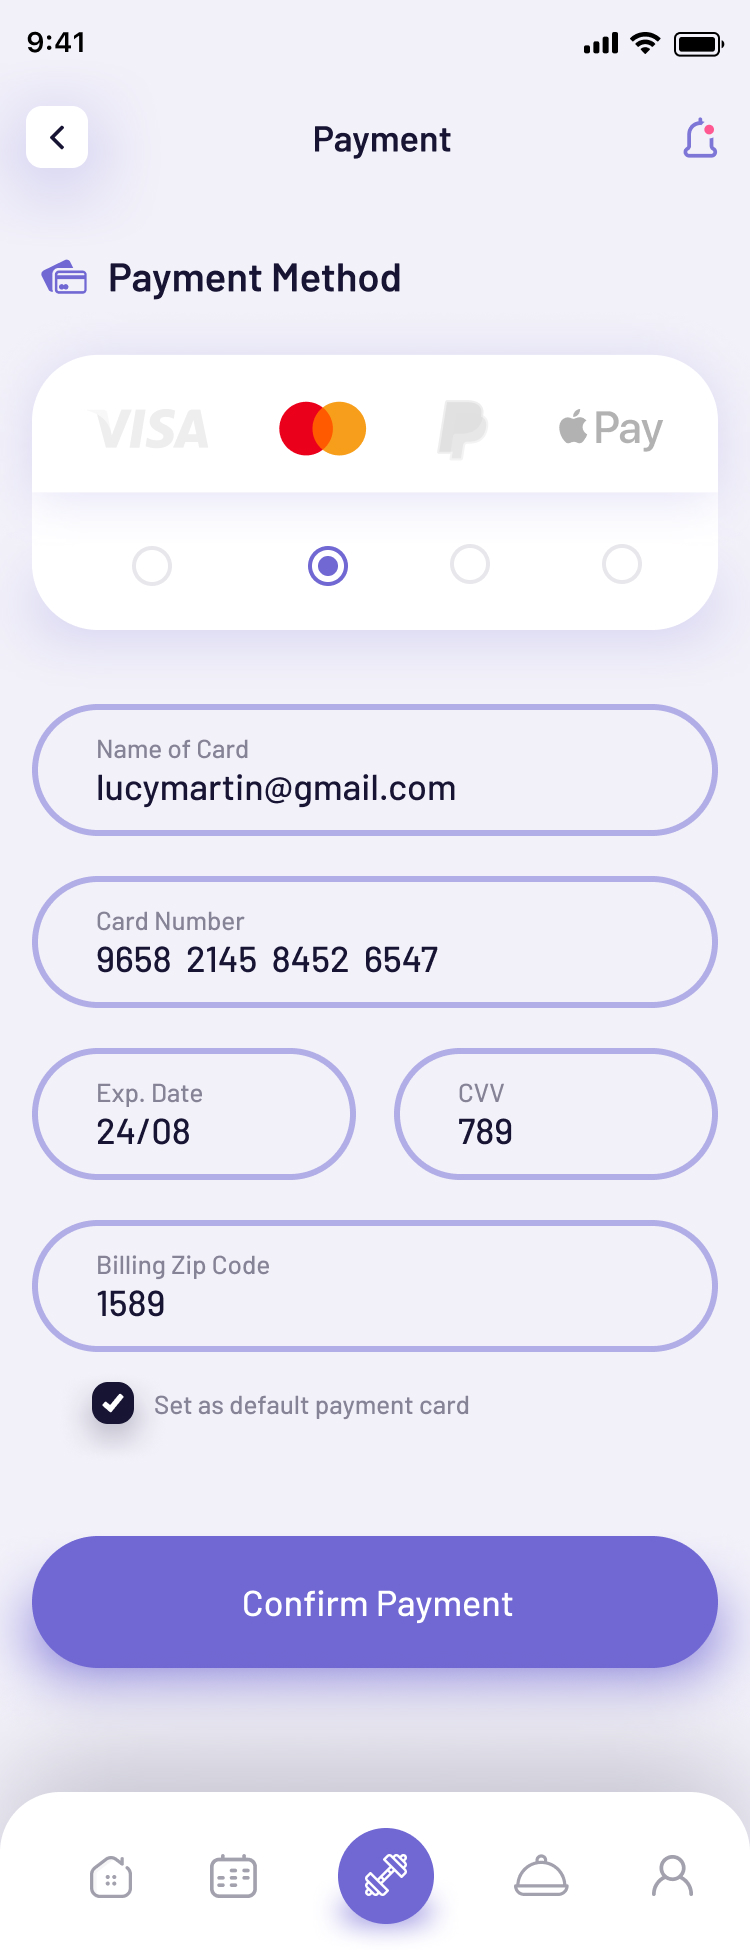 9:41
Payment
Payment Method
VISA
Pay
Name of Card
lucymartin@gmail.com
Card Number
9658 2145 8452 6547
Exp. Date
24/08
CVV
789
Billing Zip Code
1589
Set as default payment card
Confirm Payment